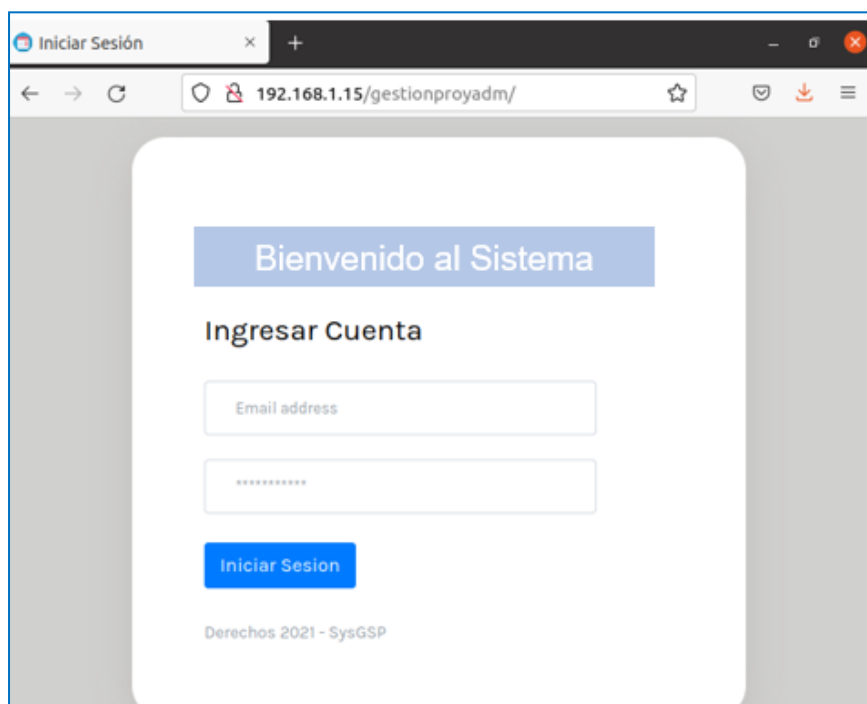 Iniciar Sesión
192.168.1.15/gestionproyadm/
Bienvenido al Sistema
Ingresar Cuenta
Email address
***********
Iniciar Sesion
Derechos 2021 - SysGSP